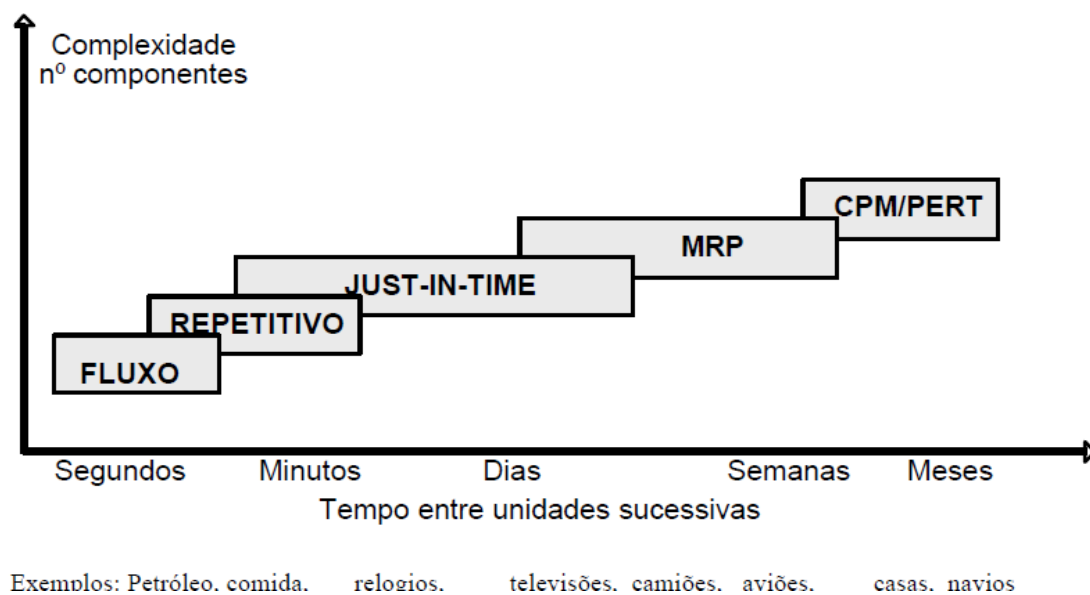 Complexidade
nº componentes
CPM/PERT
MRP
JUST-IN-TIME
REPETITIVO
FLUXO
Segundos Minutos Dias Semanas Meses
Tempo entre unidades sucessivas
Exemplos: Petróleo, comida, relogios, televisões, camiões, aviões, casas, navios